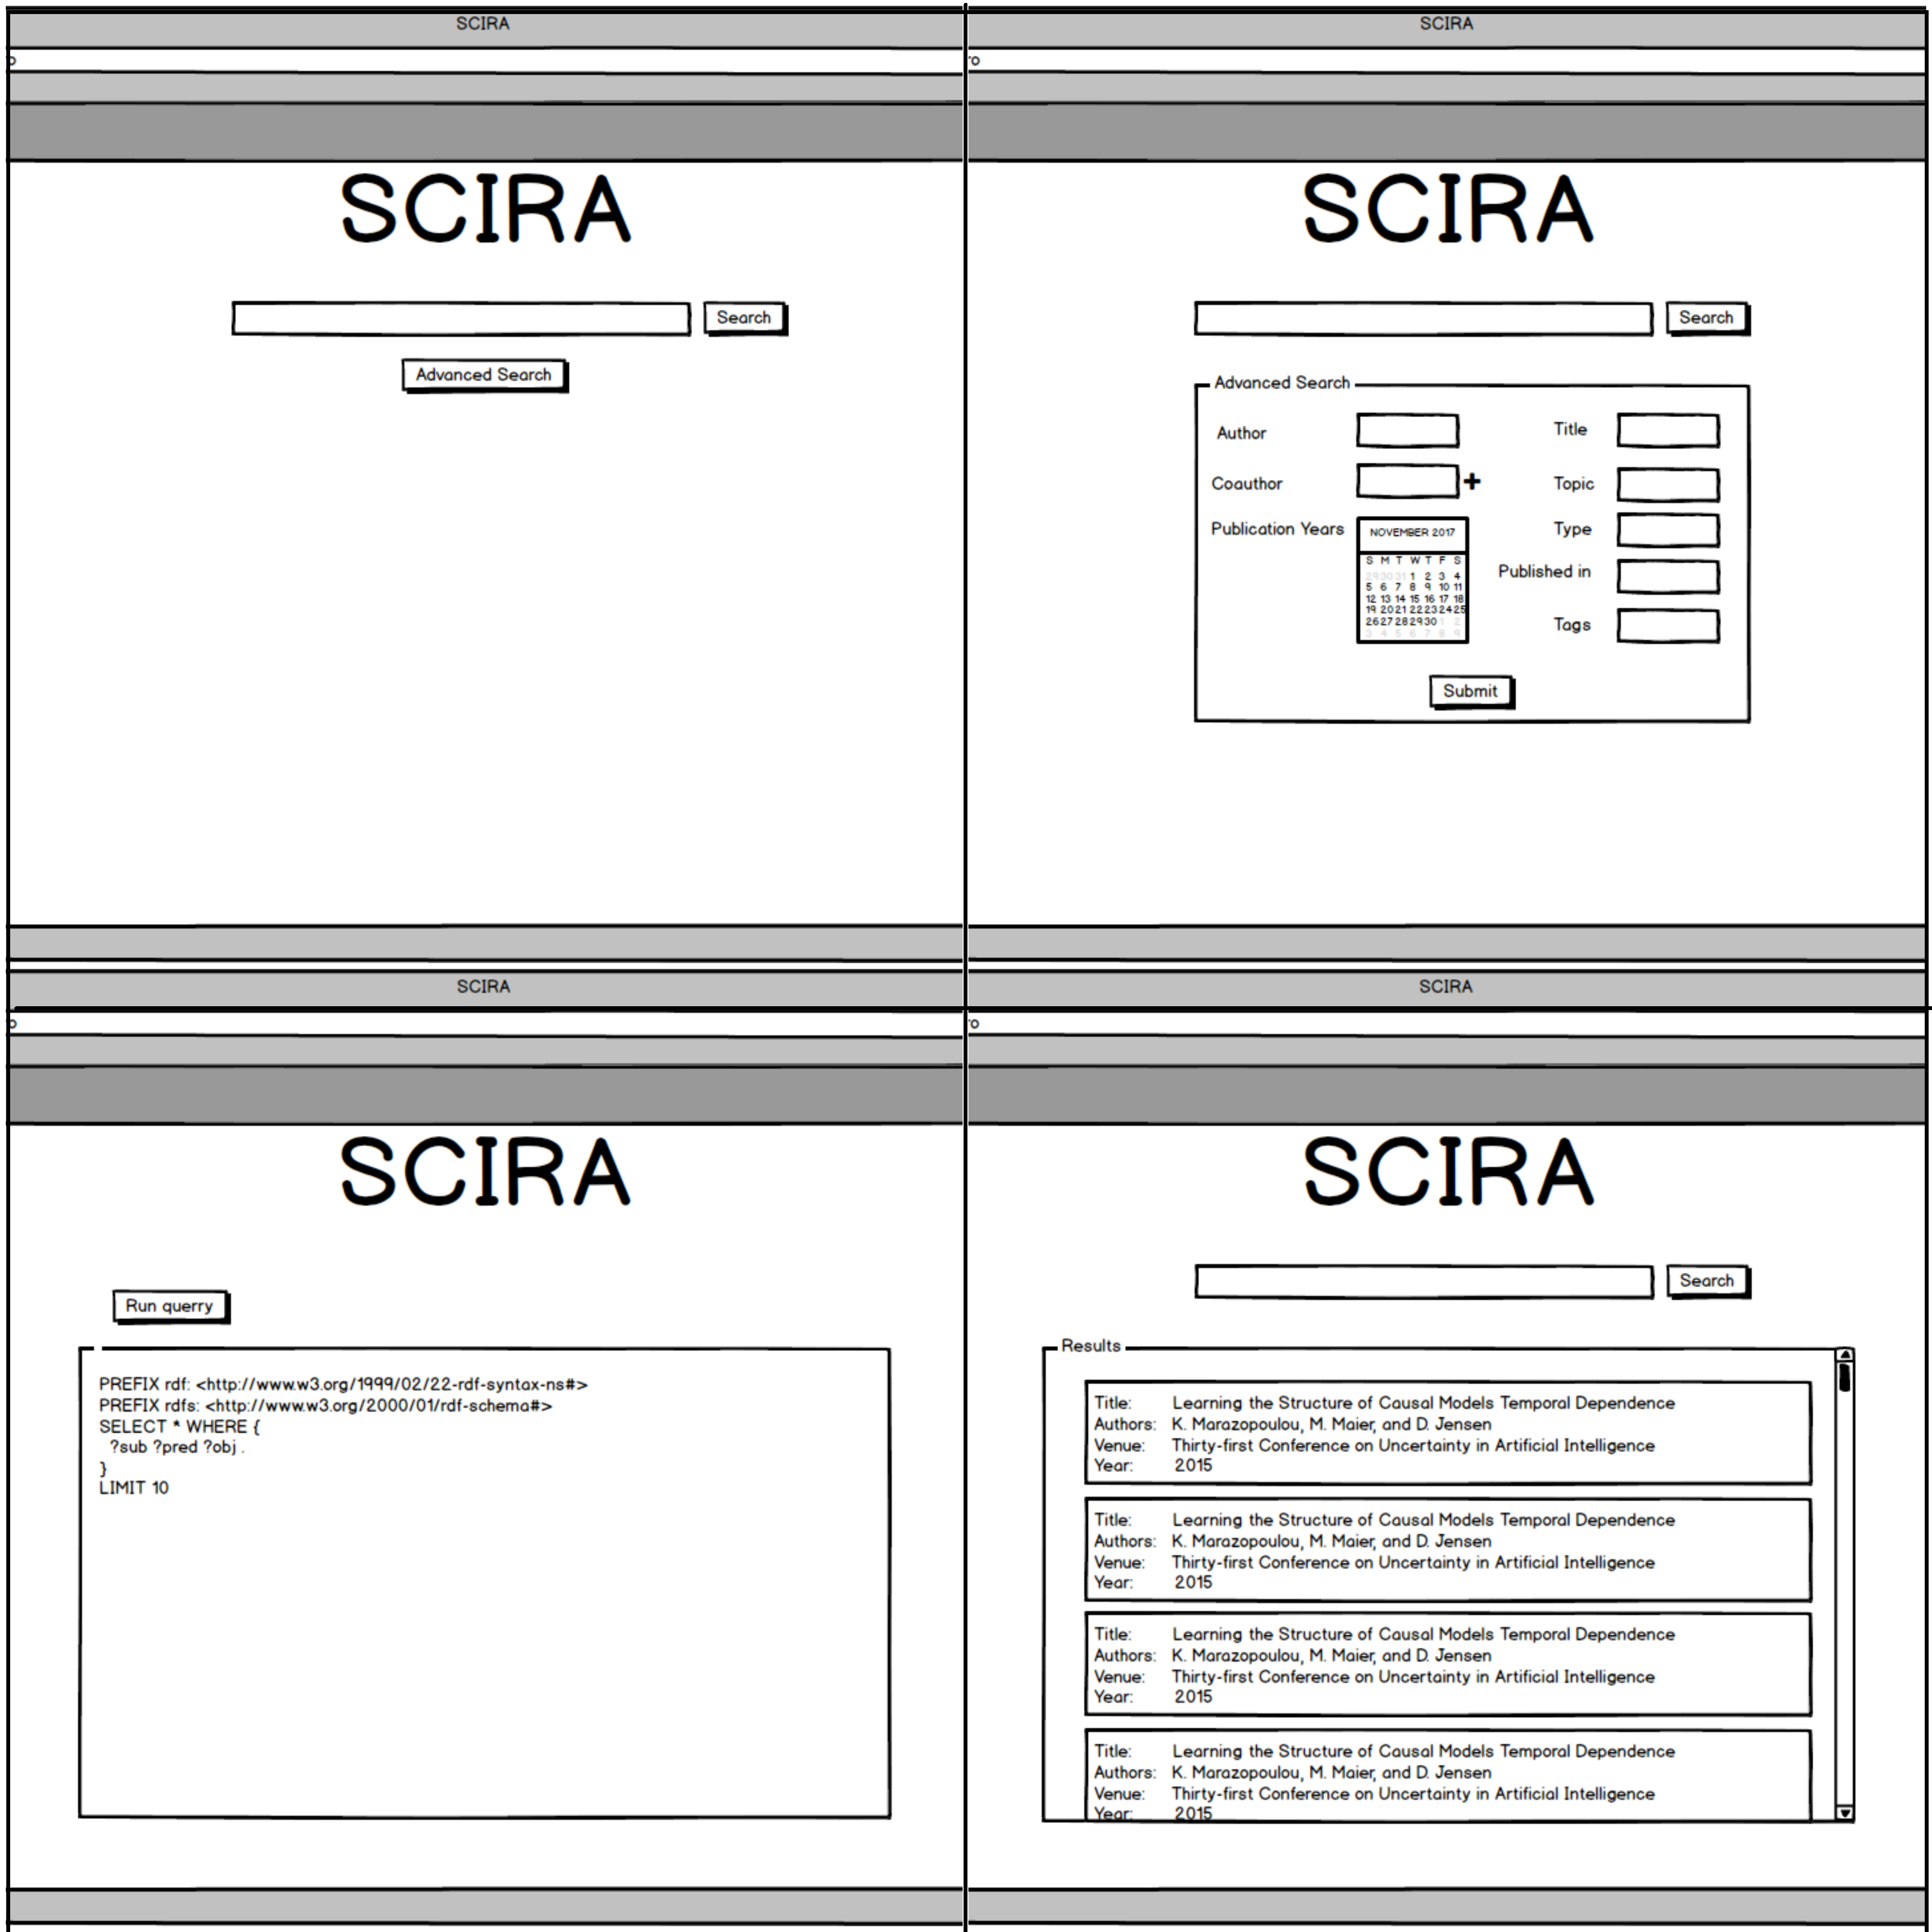 SCIRA
o
SCIRA
Search
Advanced Search
SCIRA
ro
SCIRA
Search
Advanced Search
Author
Title
Coauthor
+
Topic
Publication Years
NOVEMBER 2017
S M T W T F S
29 30 31 1 2 3 4
5 6 7 8 9 10 11
12 13 14 15 16 17 18
19 20 21 22 23 24 25
26 27 28 29 30 1 2
3 4 5 6 7 8 9
Type
Published in
Tags
Submit
SCIRA
o
SCIRA
Run querry
PREFIX rdf: <http://www.w3.org/1999/02/22-rdf-syntax-ns#>
PREFIX rdfs: <http://www.w3.org/2000/01/rdf-schema#>
SELECT * WHERE {
?sub ?pred ?obj .
}
LIMIT 10
SCIRA
ro
SCIRA
Search
Results
Title: Learning the Structure of Causal Models Temporal Dependence
Authors: K. Marazopoulou, M. Maier, and D. Jensen
Venue: Thirty-first Conference on Uncertainty in Artificial Intelligence
Year: 2015
Title: Learning the Structure of Causal Models Temporal Dependence
Authors: K. Marazopoulou, M. Maier, and D. Jensen
Venue: Thirty-first Conference on Uncertainty in Artificial Intelligence
Year: 2015
Title: Learning the Structure of Causal Models Temporal Dependence
Authors: K. Marazopoulou, M. Maier, and D. Jensen
Venue: Thirty-first Conference on Uncertainty in Artificial Intelligence
Year: 2015
Title: Learning the Structure of Causal Models Temporal Dependence
Authors: K. Marazopoulou, M. Maier, and D. Jensen
Venue: Thirty-first Conference on Uncertainty in Artificial Intelligence
Year: 2015